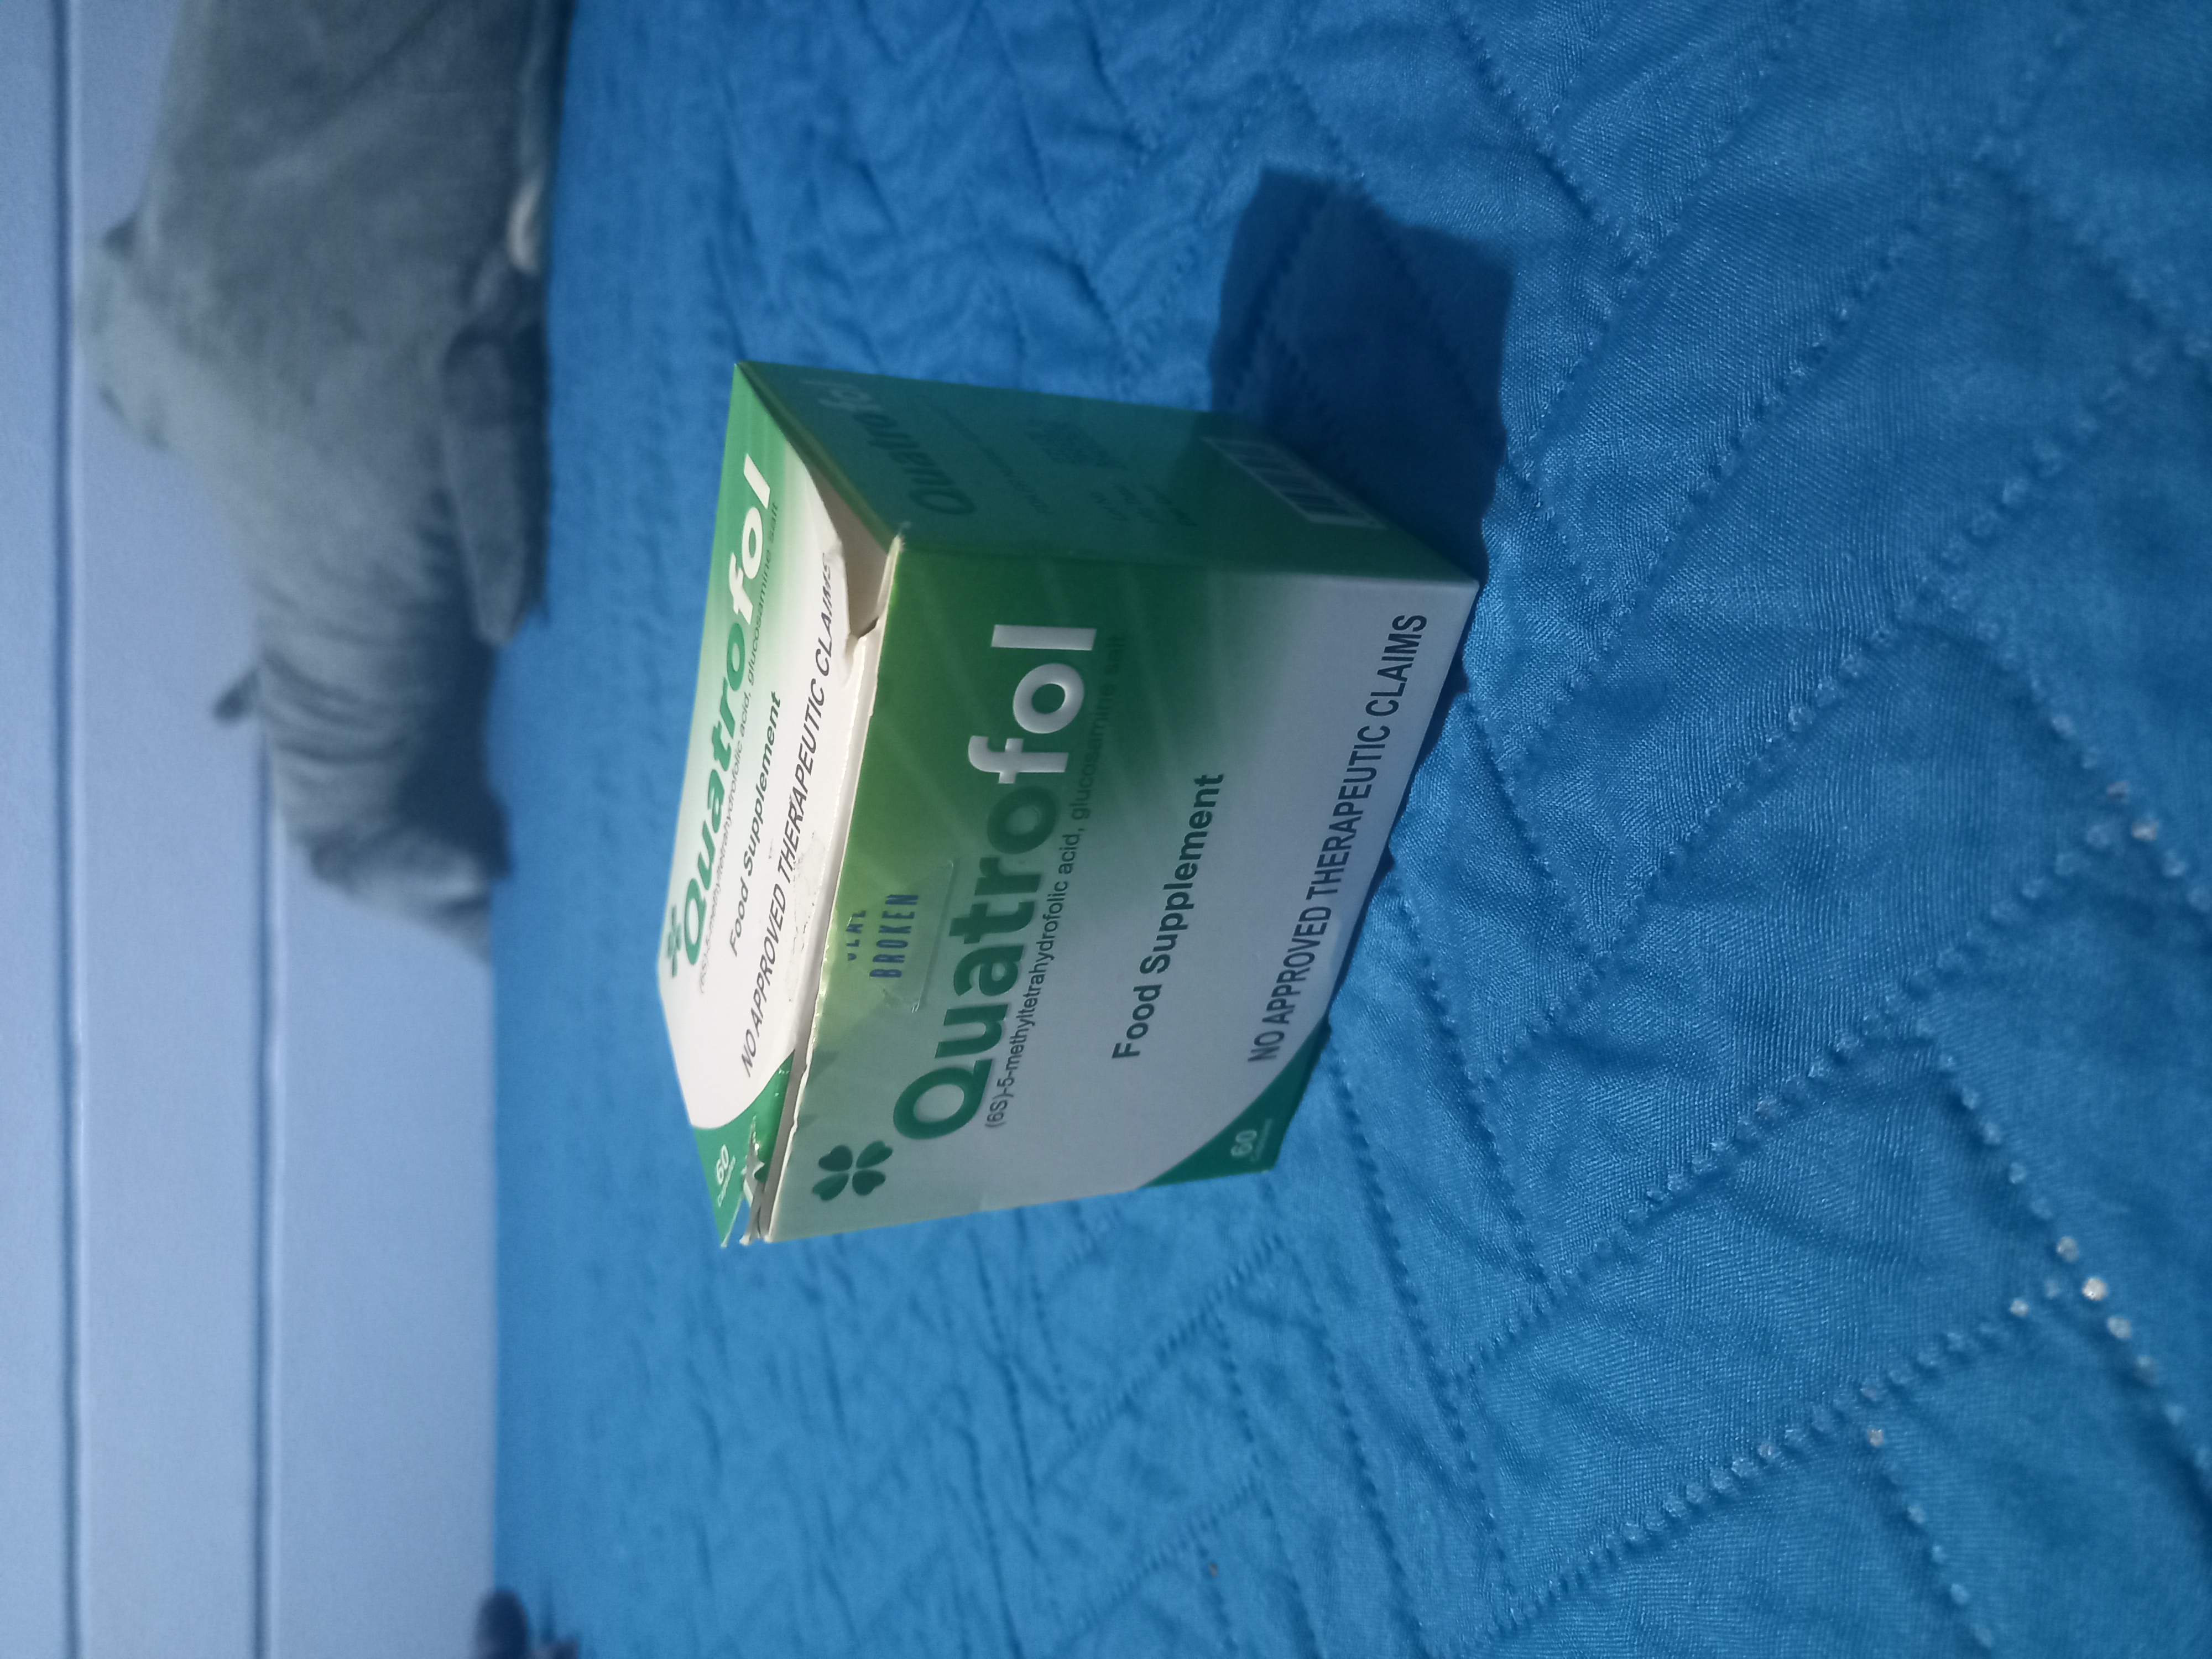 Quatrofol
(6S)-5-methyltetrahydrofolic acid, glucosamine salt
Food Supplement
NO APPROVED THERAPEUTIC CLAIMS
60
BROKEN
Quatrofol
(6S)-5-methyltetrahydrofolic acid, glucosamine salt
Food Supplement
60
NO APPROVED THERAPEUTIC CLAIMS
Quatrofol